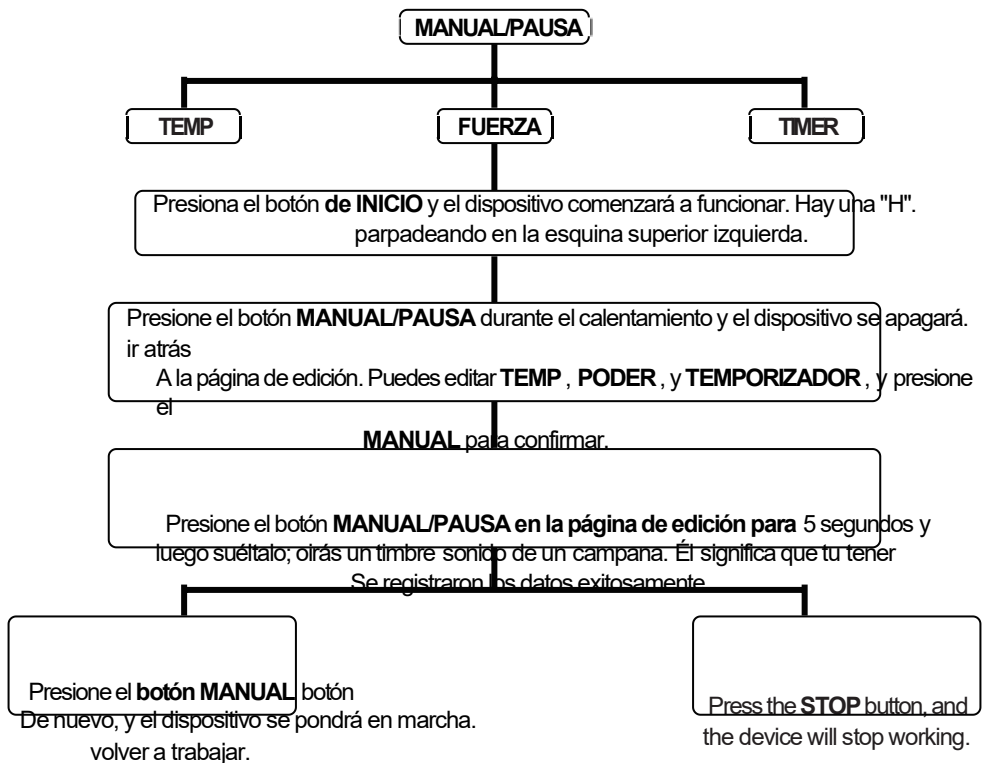 MANUAL/PAUSA
TEMP
FUERZA
TIMER
Presiona el botón de INICIO y el dispositivo comenzará a funcionar. Hay una "H".
parpadeando en la esquina superior izquierda.
Presione el botón MANUAL/PAUSA durante el calentamiento y el dispositivo se apagará.
ir atrás
A la página de edición. Puedes editar TEMP , PODER , y TEMPORIZADOR , y presione
el
MANUAL para confirmar.
Presione el botón MANUAL/PAUSA en la página de edición para 5 segundos y
luego suéltalo; oirás un timbre sonido de un campana. Él significa que tu tener
Se registraron los datos exitosamente
Presione el botón MANUAL botón
De nuevo, y el dispositivo se pondrá en marcha.
volver a trabajar.
Press the STOP button, and
the device will stop working.